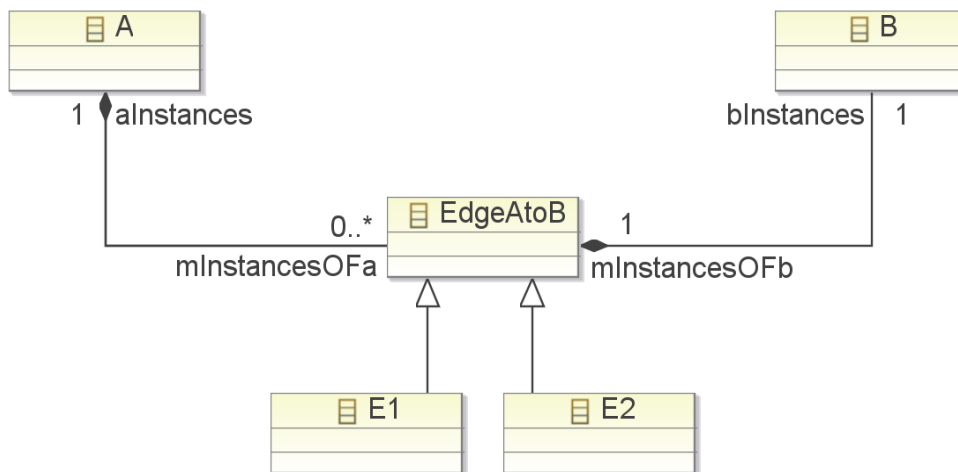 A
B
1 aInstances
bInstances 1
EdgeAtoB
0..*
1
mInstancesOFa
mInstancesOFb
E1
E2